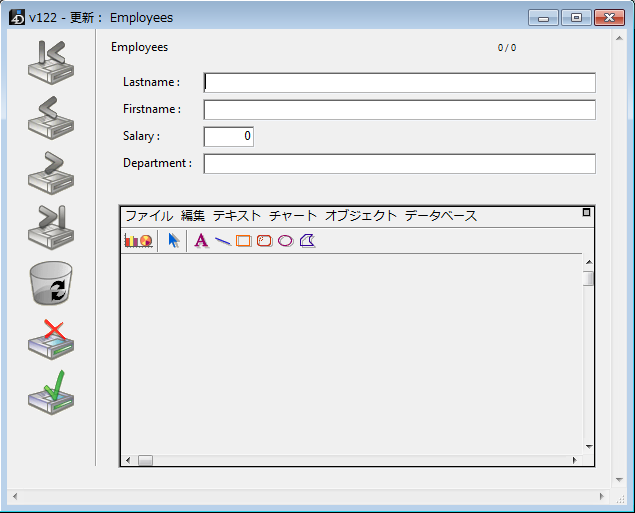 v122 - 更新： Employees
Employees 0 / 0
Lastname :
Firstname :
Salary : 0
Department :
ファイル 編集 テキスト チャート オブジェクト データベース